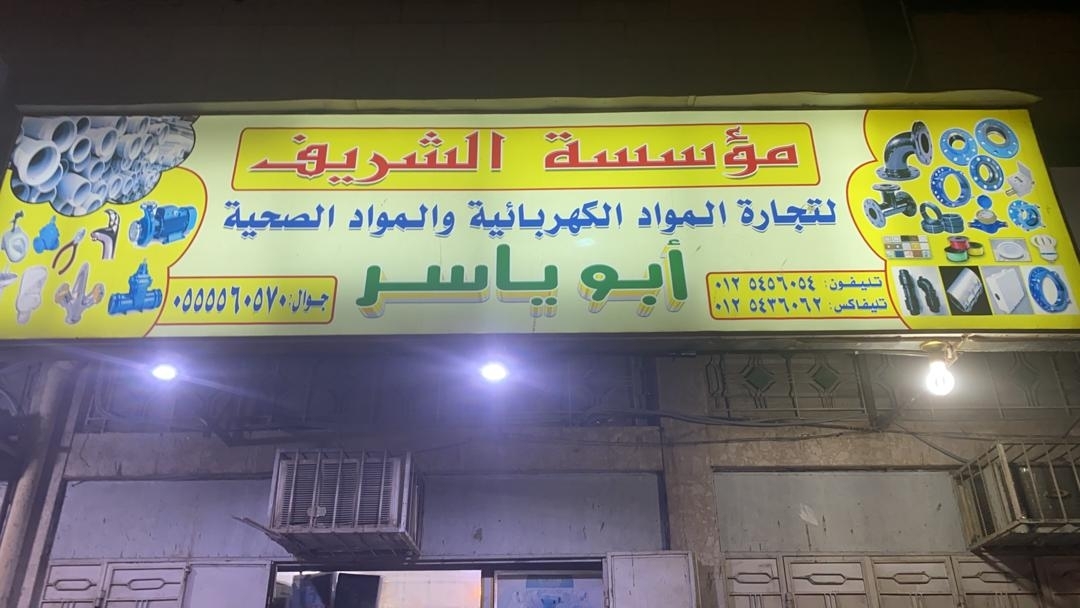 مؤسسة الشريف
لتجارة المواد الكهربائية والمواد الصحية
أبو ياسر
تليفون: ٠١٢ ٥٤٥٦٠٥٤
تليفاكس: ٠١٢ ٥٤٣٦٠٦٢
جوال: ٠٥٥٥٥٦٠٥٧٠